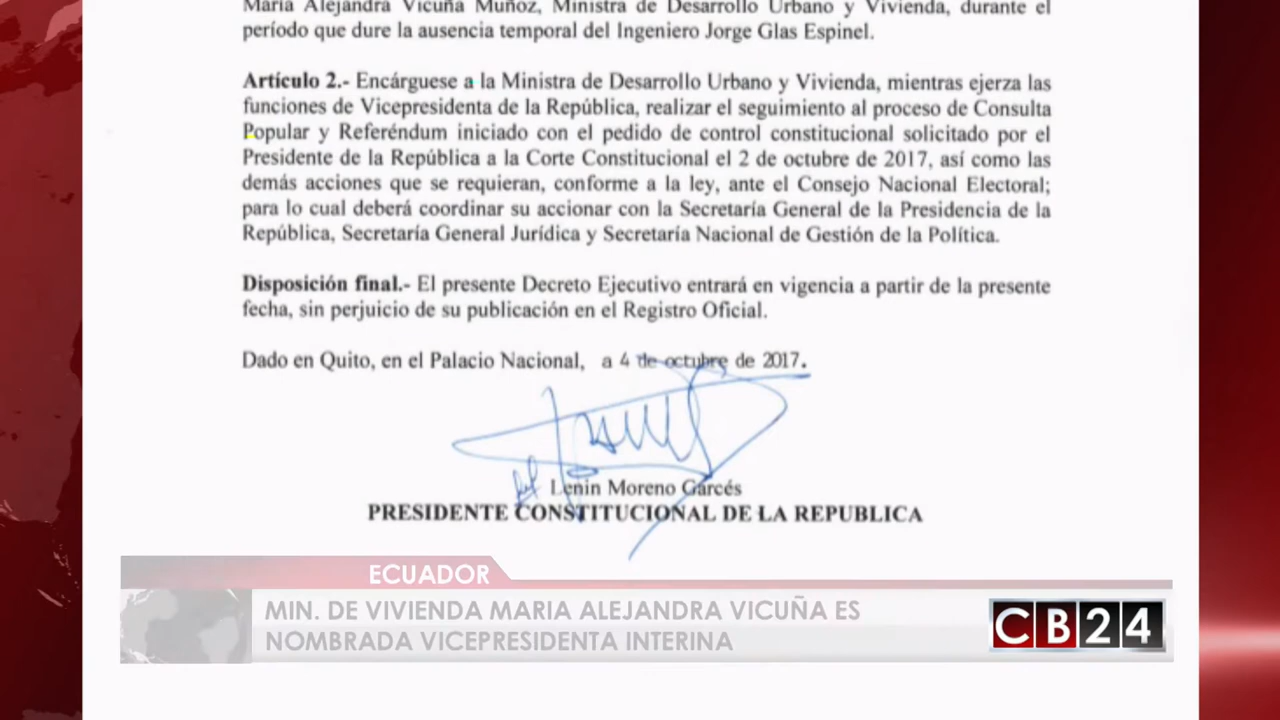 María Alejandra Vicuña Muñoz, Ministra de Desarrollo Urbano y Vivienda, durante el
período que dure la ausencia temporal del Ingeniero Jorge Glas Espinel.
Artículo 2.- Encárguese a la Ministra de Desarrollo Urbano y Vivienda, mientras ejerza las
funciones de Vicepresidenta de la República, realizar el seguimiento al proceso de Consulta
Popular y Referéndum iniciado con el pedido de control constitucional solicitado por el
Presidente de la República a la Corte Constitucional el 2 de octubre de 2017, así como las
demás acciones que se requieran, conforme a la ley, ante el Consejo Nacional Electoral;
para lo cual deberá coordinar su accionar con la Secretaría General de la Presidencia de la
República, Secretaría General Jurídica y Secretaría Nacional de Gestión de la Política.
Disposición final.- El presente Decreto Ejecutivo entrará en vigencia a partir de la presente
fecha, sin perjuicio de su publicación en el Registro Oficial.
Dado en Quito, en el Palacio Nacional, a 4 de octubre de 2017.
Lenin Moreno Garcés
PRESIDENTE CONSTITUCIONAL DE LA REPUBLICA
ECUADOR
MIN. DE VIVIENDA MARIA ALEJANDRA VICUÑA ES
NOMBRADA VICEPRESIDENTA INTERINA
CB24